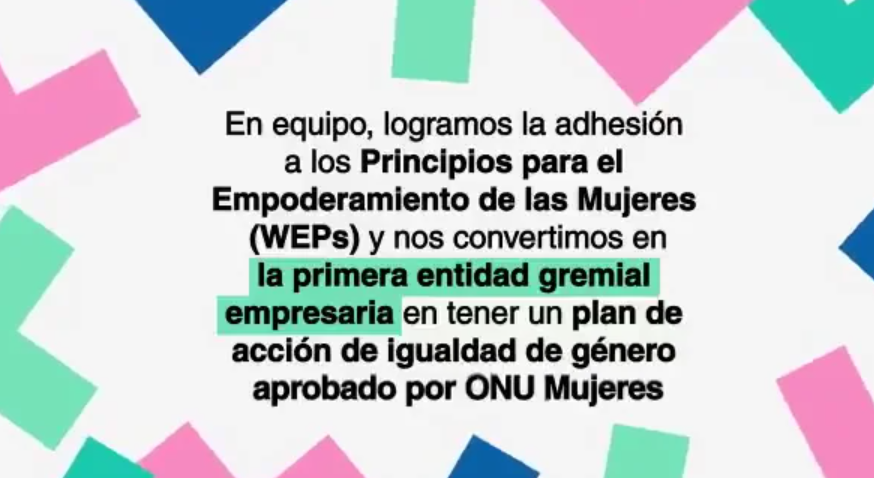 En equipo, logramos la adhesión
a los Principios para el
Empoderamiento de las Mujeres
(WEPs) y nos convertimos en
la primera entidad gremial
empresaria en tener un plan de
acción de igualdad de género
aprobado por ONU Mujeres